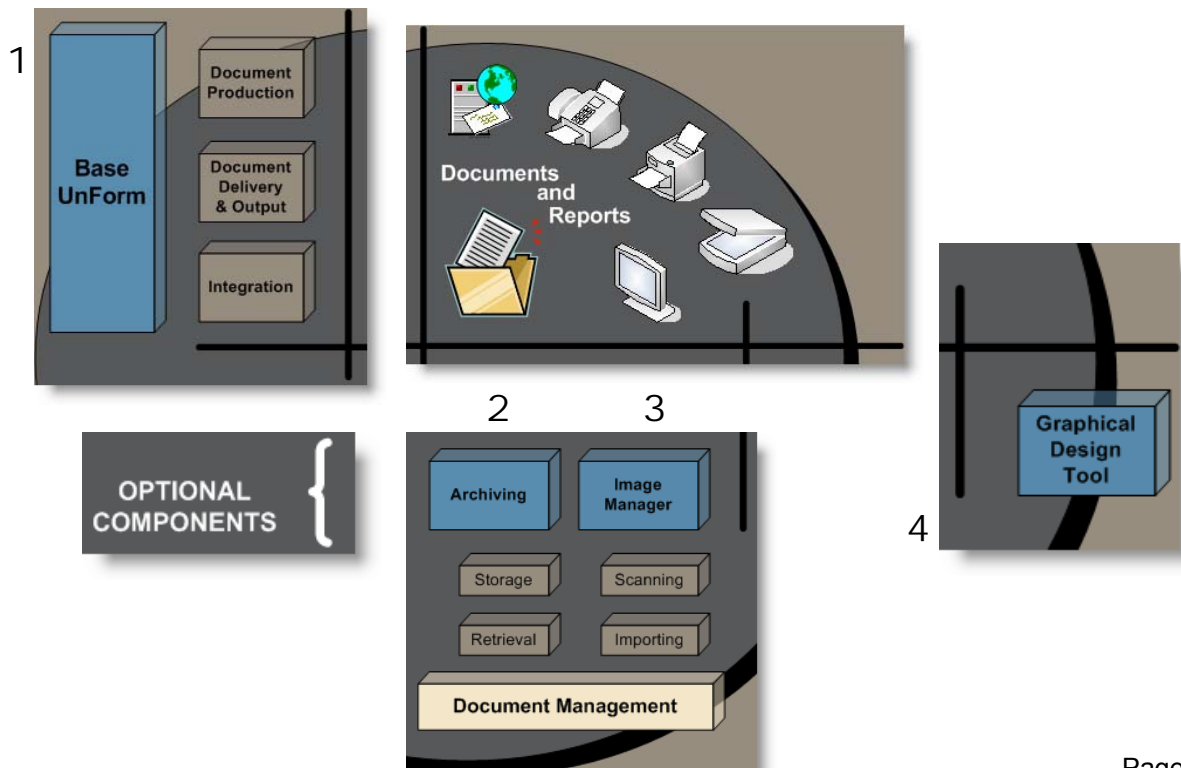 1
Base
UnForm
Document
Production
Document
Delivery
& Output
Integration
Documents
and
Reports
OPTIONAL
COMPONENTS
2
3
Archiving
Image
Manager
Storage
Scanning
Retrieval
Importing
Document Management
4
Graphical
Design
Tool
Page